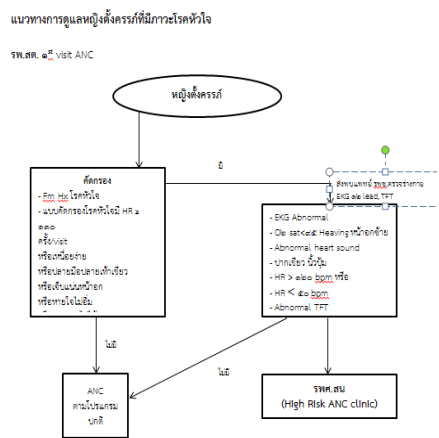 แนวทางการดูแลหญิงตั้งครรภ์ที่มีภาวะโรคหัวใจ
รพ.สต. ๑st visit ANC
หญิงตั้งครรภ์
คัดกรอง
- Fm Hx โรคหัวใจ
- แบบคัดกรองโรคหัวใจมี HR ≥
๑๑๐
ครั้ง/visit
หรือเหนื่อยง่าย
หรือปลายมือปลายเท้าเขียว
หรือเจ็บแน่นหน้าอก
หรือหายใจไม่อิ่ม
มี
ส่งพบแพทย์ รพช.ตรวจร่างกาย
EKG ๑๒ lead, TFT
- EKG Abnormal
- O๒ sat<๙๕ Heaving หน้าอกซ้าย
- Abnormal heart sound
- ปากเขียว นิ้วปุ้ม
- HR > ๑๒๐ bpm หรือ
- HR < ๕๐ bpm
- Abnormal TFT
ไม่มี
ไม่มี
ANC
ตามโปรแกรม
ปกติ
รพศ.สน
(High Risk ANC clinic)